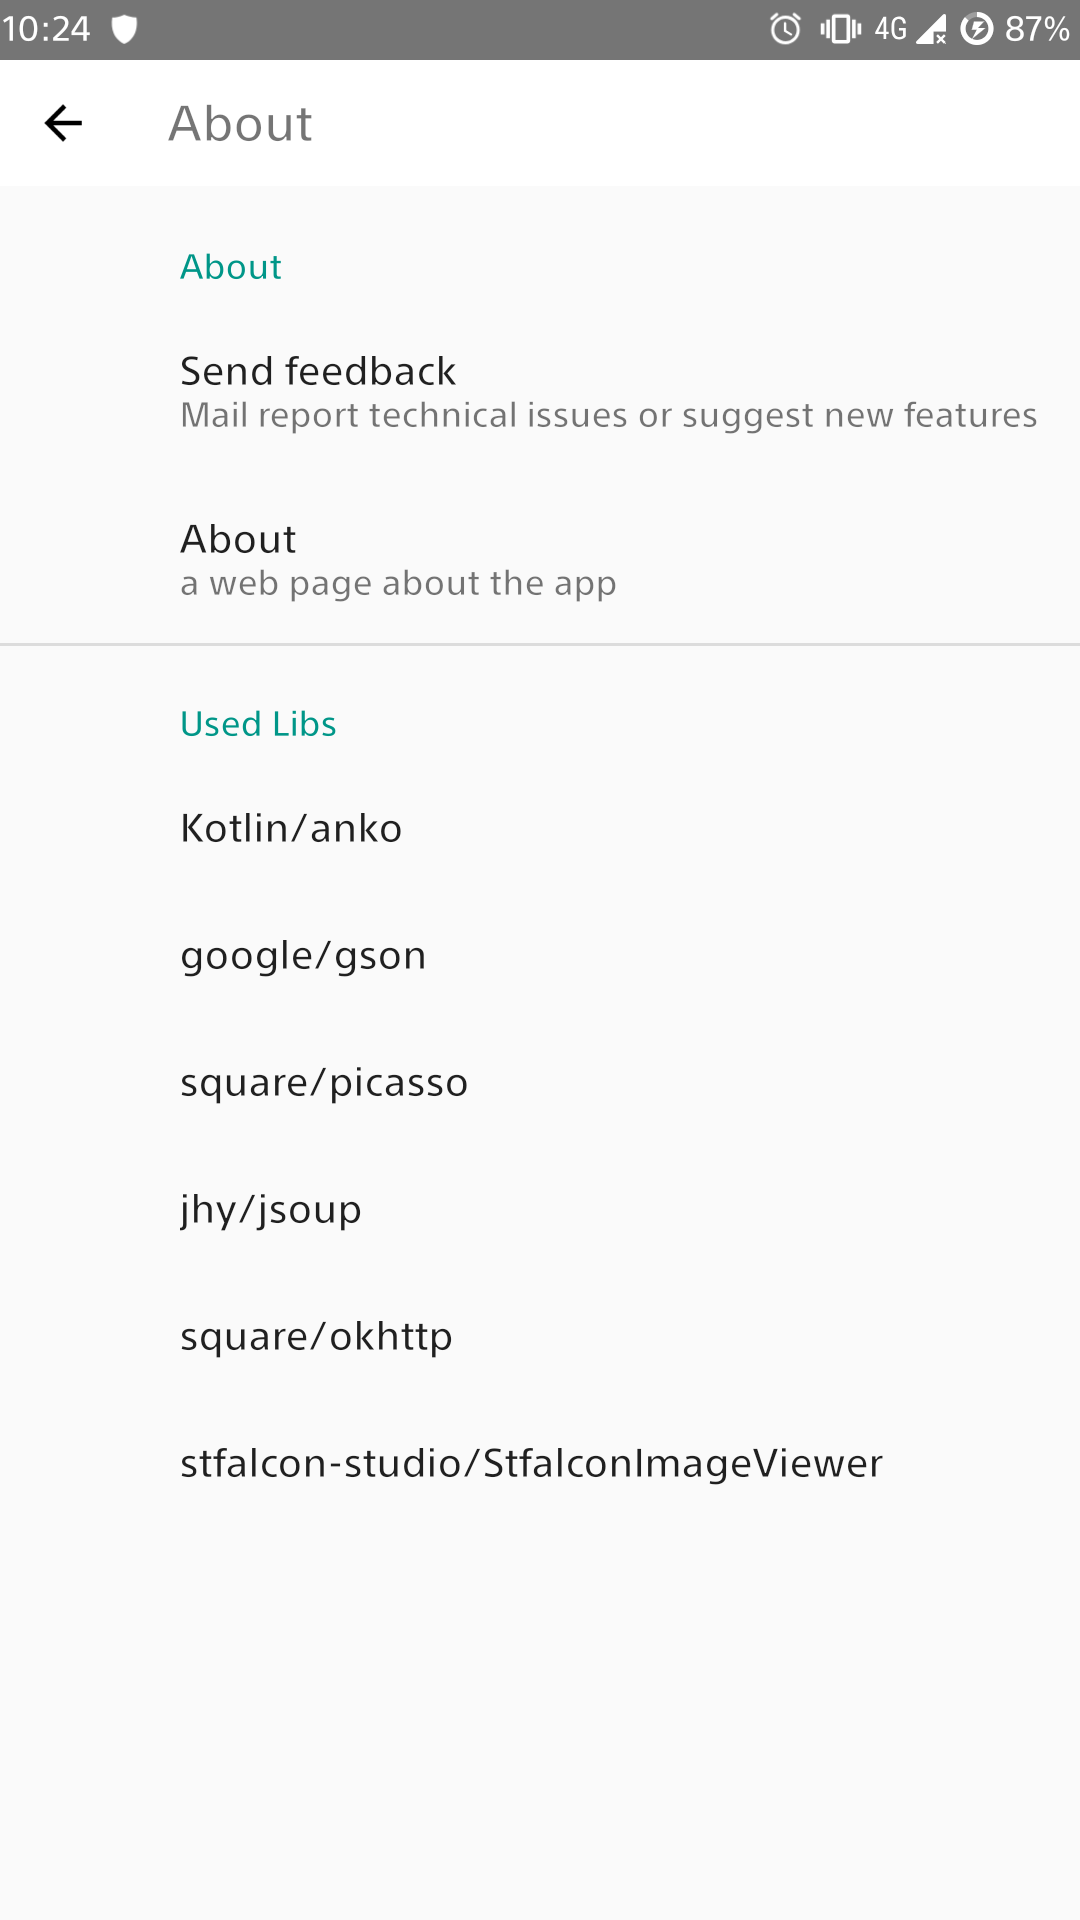 10:24 4G 87%
About
About
Send feedback
Mail report technical issues or suggest new features
About
a web page about the app
Used Libs
Kotlin/anko
google/gson
square/picasso
jhy/jsoup
square/okhttp
stfalcon-studio/StfalconImageViewer